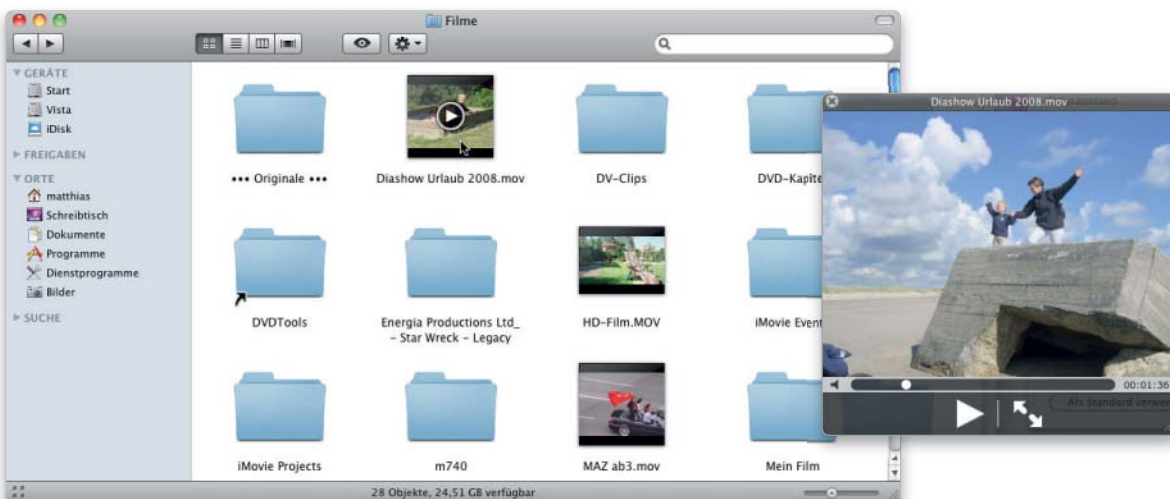 Filme
GERÄTE
Start
Vista
iDisk
FREIGABEN
ORTE
matthias
Schreibtisch
Dokumente
Programme
Dienstprogramme
Bilder
SUCHE
••• Originale •••
Diashow Urlaub 2008.mov
DV-Clips
DVD-Kapite
DVDTools
Energia Productions Ltd_
- Star Wreck - Legacy
HD-Film.MOV
iMovie Event
iMovie Projects
m740
MAZ ab3.mov
Mein Film
28 Objekte, 24,51 GB verfügbar
Diashow Urlaub 2008.mov
00:01:36
Als Standard verwen